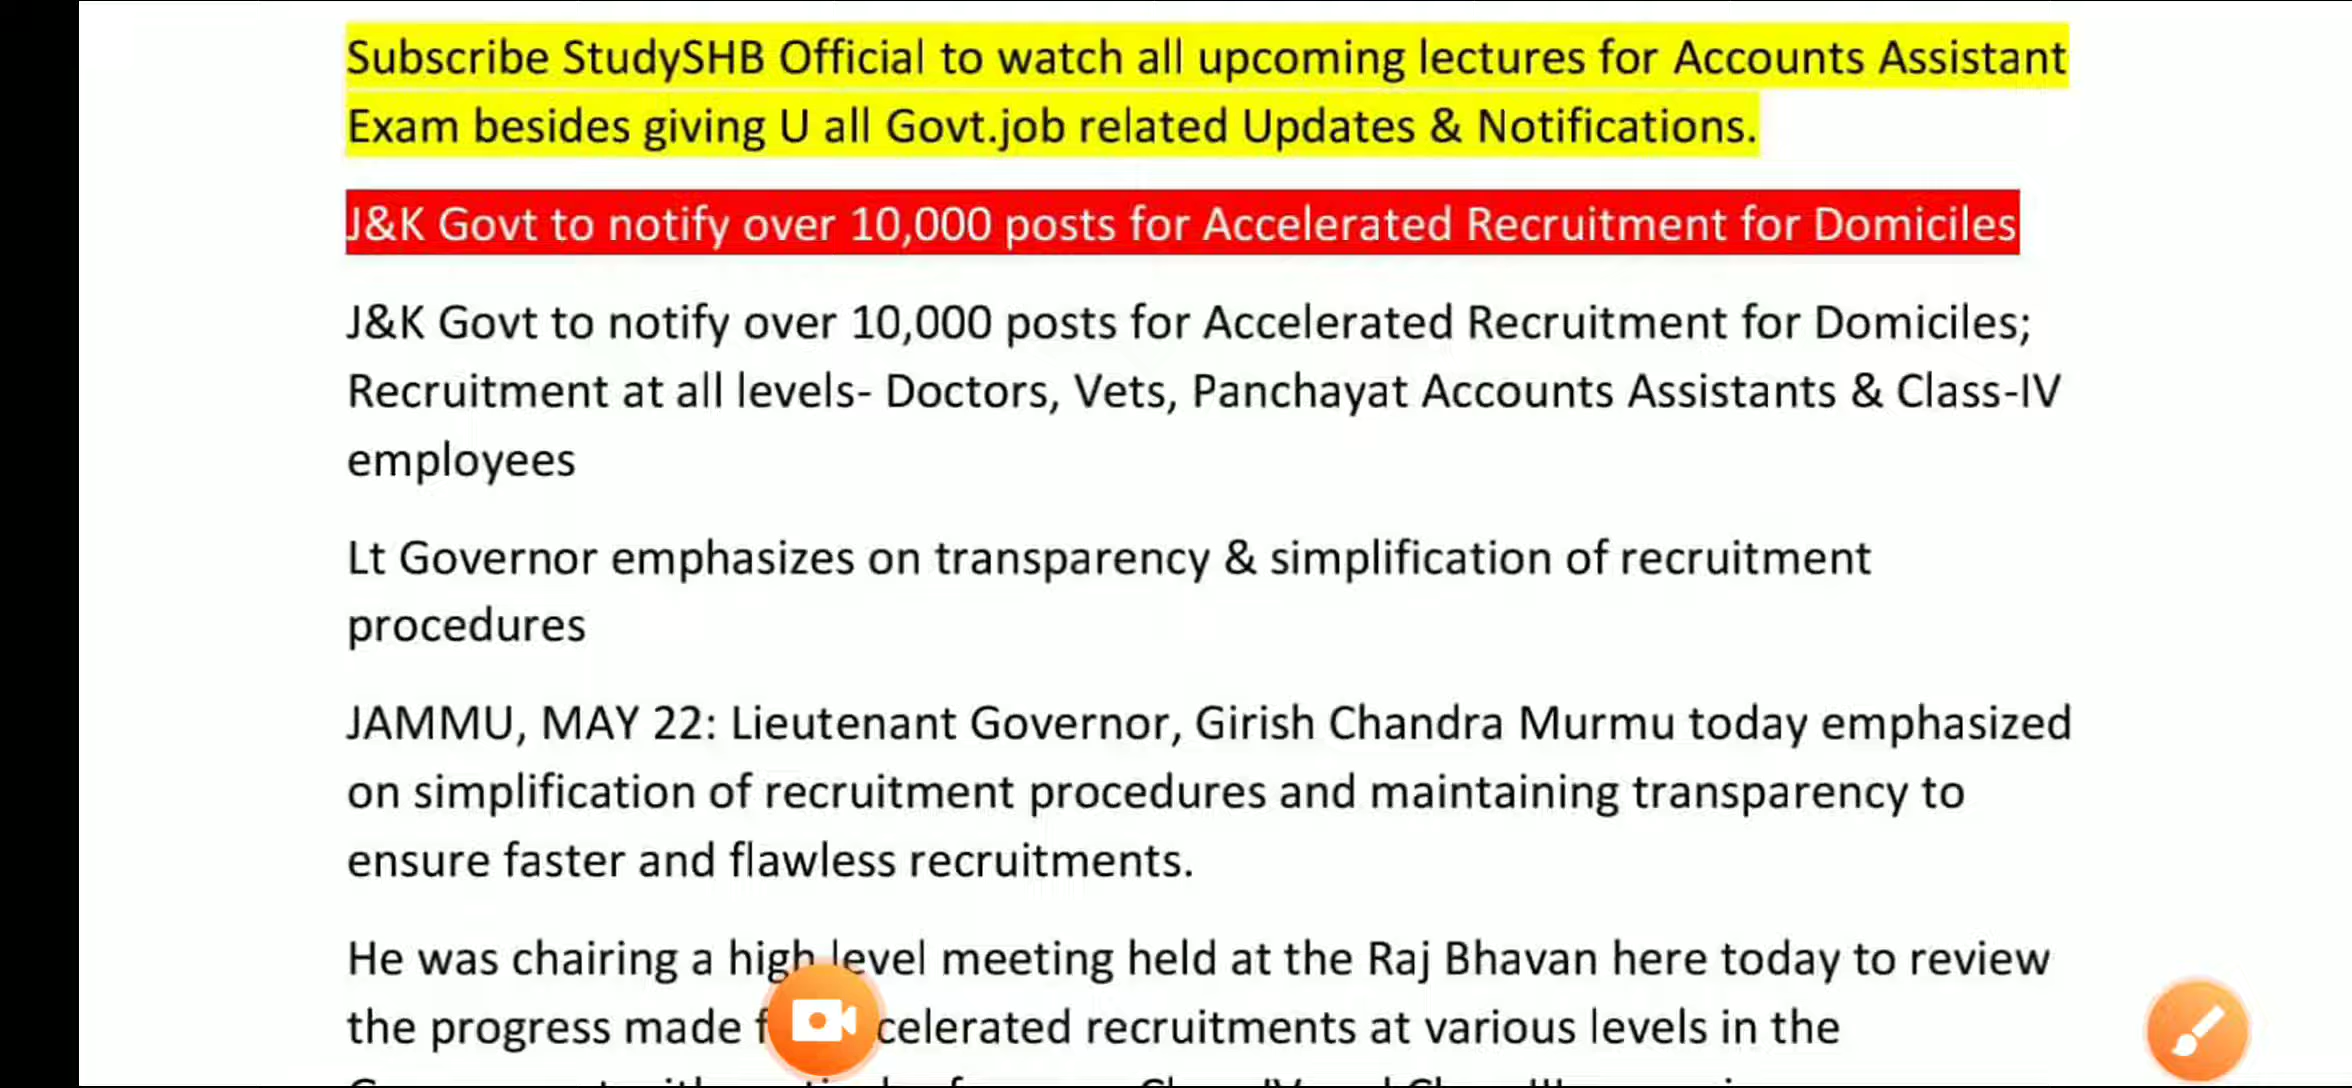 Subscribe StudySHB Official to watch all upcoming lectures for Accounts Assistant
Exam besides giving U all Govt.job related Updates & Notifications.
J&K Govt to notify over 10,000 posts for Accelerated Recruitment for Domiciles
J&K Govt to notify over 10,000 posts for Accelerated Recruitment for Domiciles;
Recruitment at all levels- Doctors, Vets, Panchayat Accounts Assistants & Class-IV
employees
Lt Governor emphasizes on transparency & simplification of recruitment
procedures
JAMMU, MAY 22: Lieutenant Governor, Girish Chandra Murmu today emphasized
on simplification of recruitment procedures and maintaining transparency to
ensure faster and flawless recruitments.
He was chairing a high level meeting held at the Raj Bhavan here today to review
the progress made celerated recruitments at various levels in the